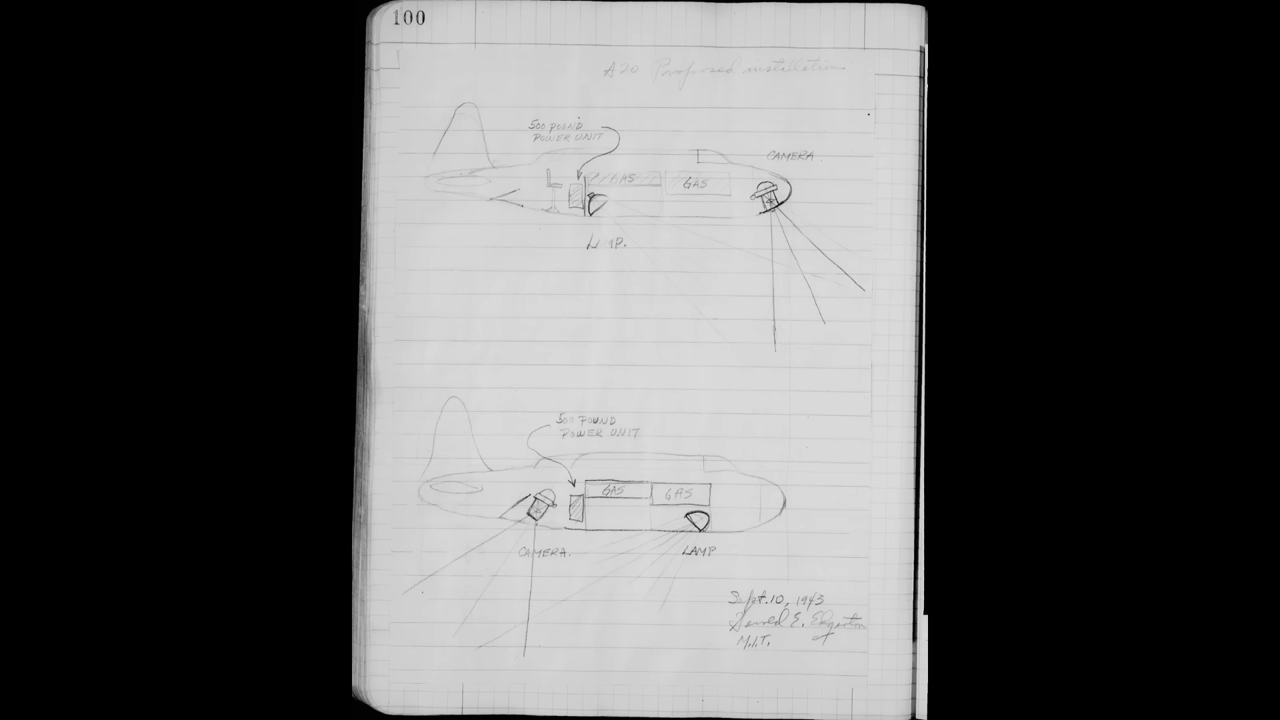 100
A20 Proposed installation
500 POUND
POWER UNIT
CAMERA.
GAS
GAS
LAMP.
500 POUND
POWER UNIT
GAS
GAS
CAMERA.
LAMP
Sept. 10, 1943
Harold E. Edgerton
M.I.T.